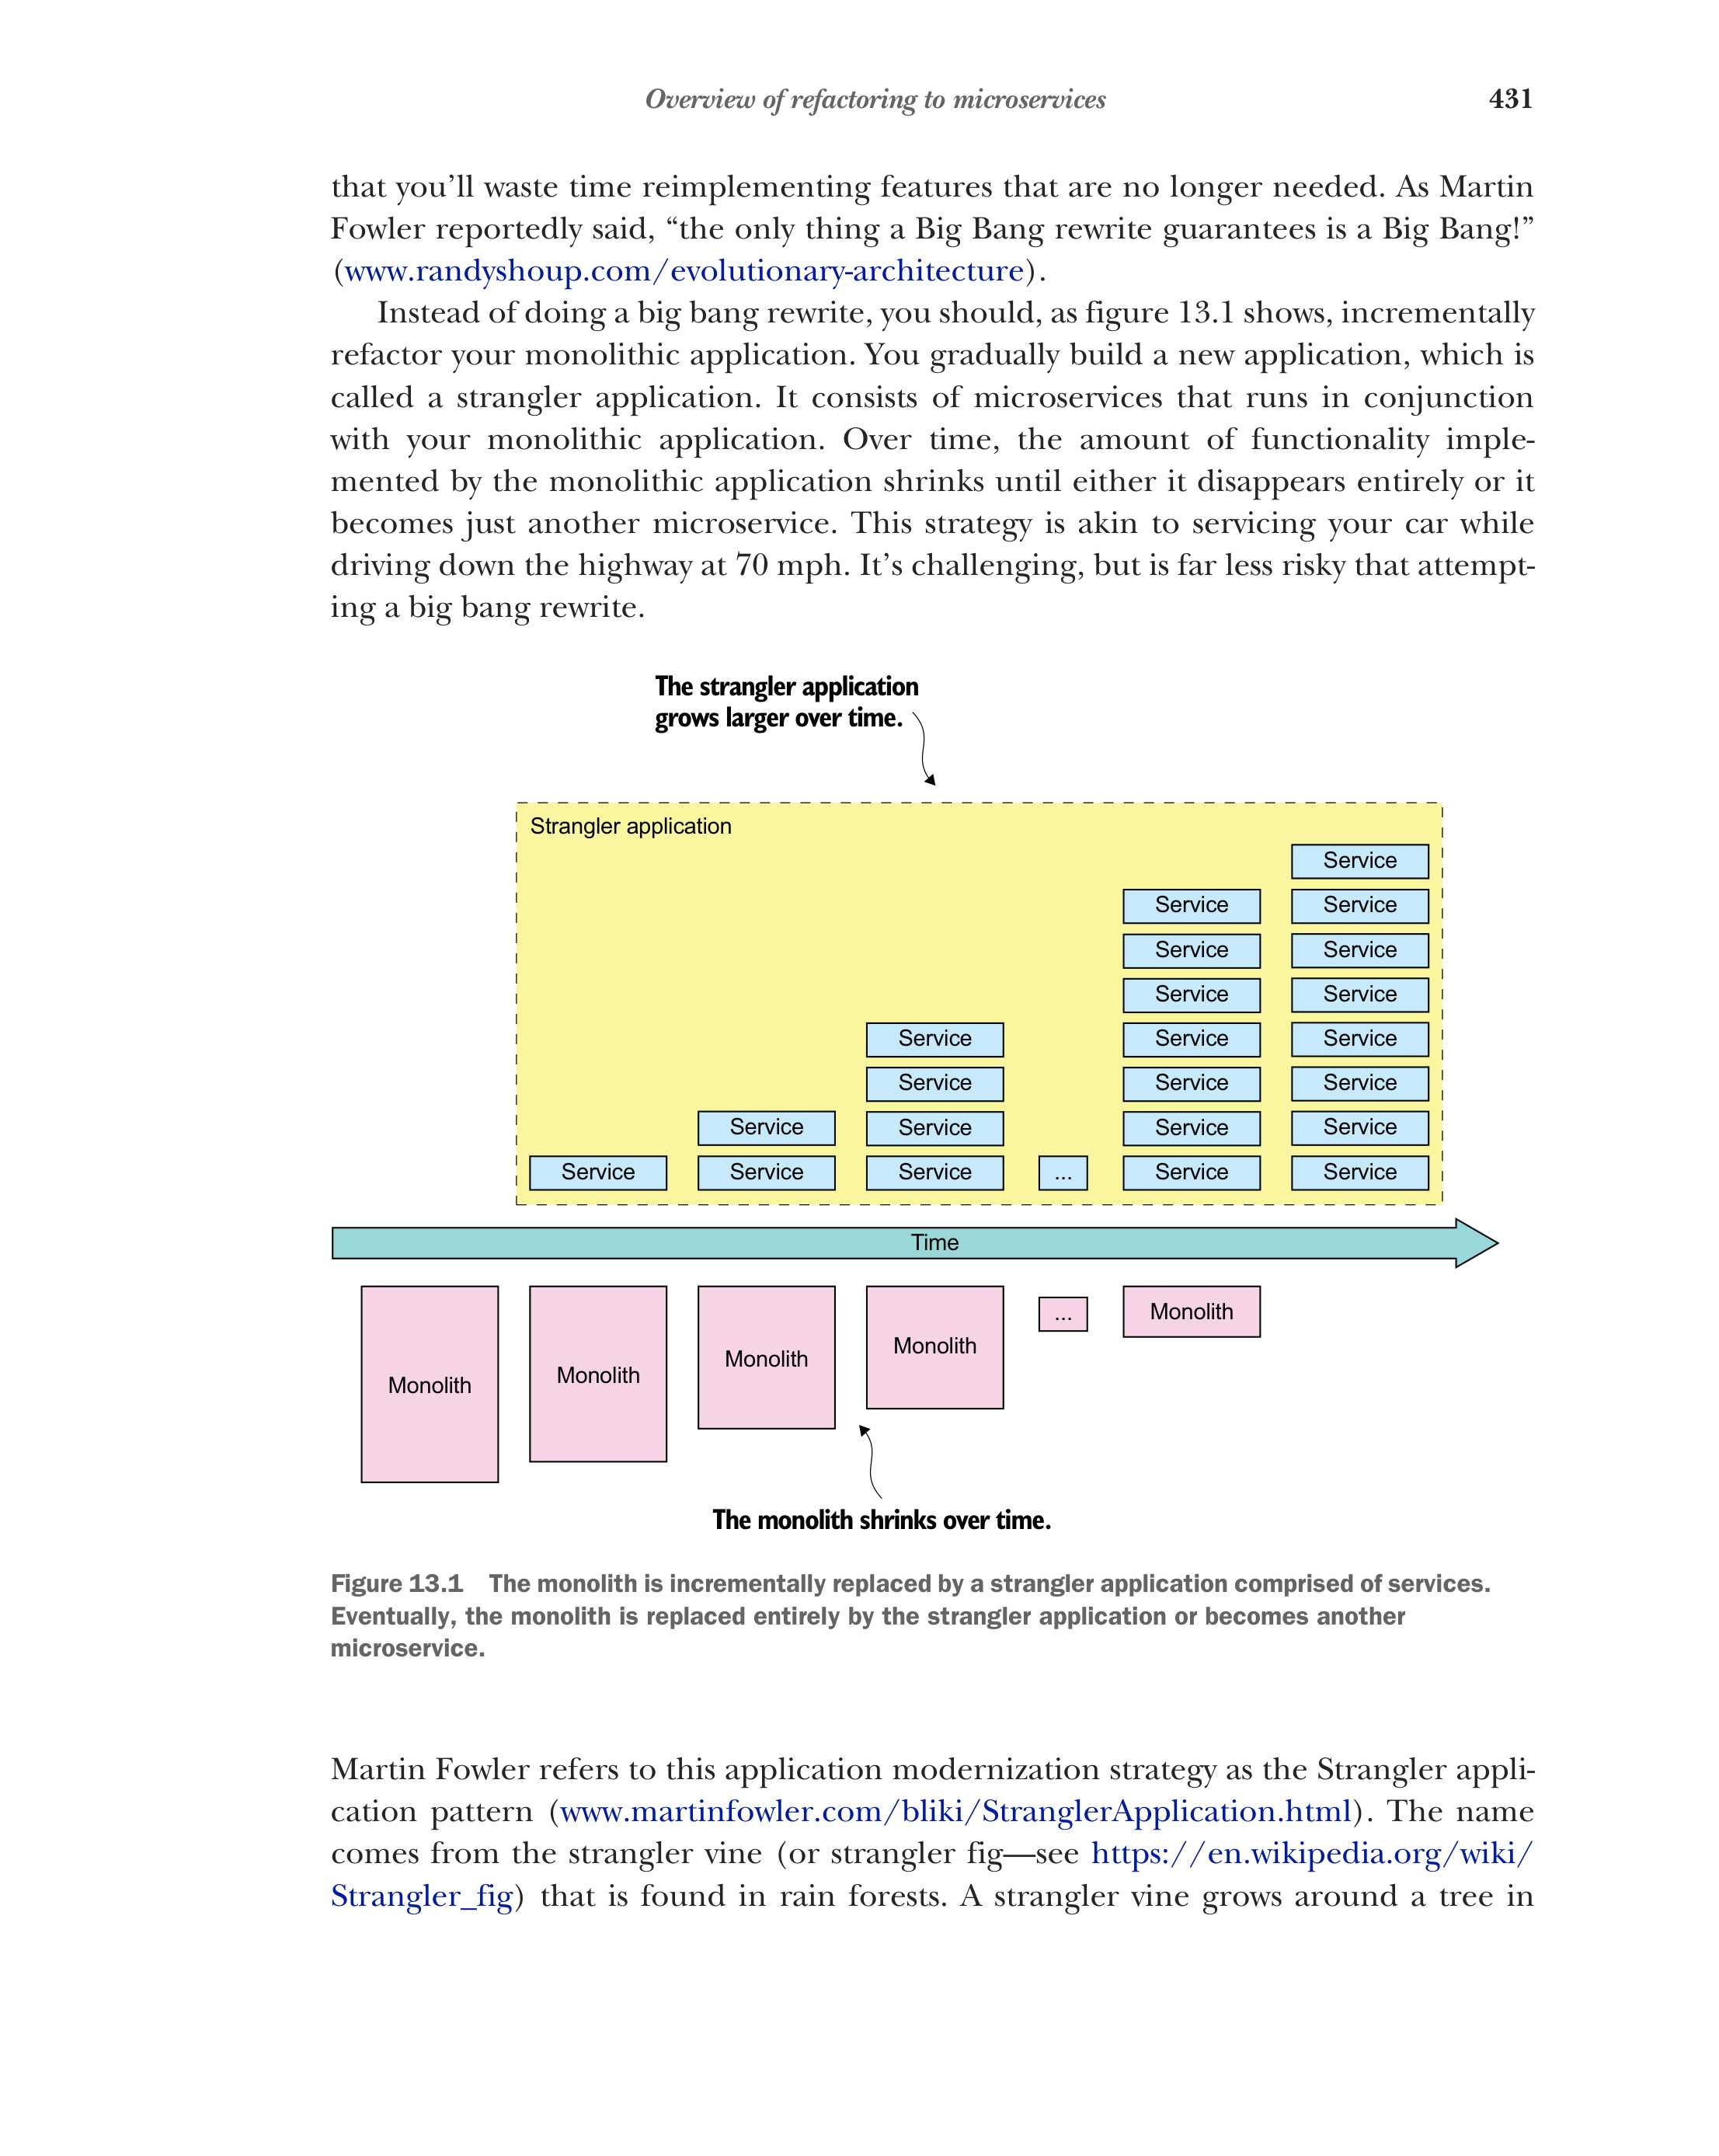 Overview of refactoring to microservices 431
that you’ll waste time reimplementing features that are no longer needed. As Martin
Fowler reportedly said, “the only thing a Big Bang rewrite guarantees is a Big Bang!”
(www.randyshoup.com/evolutionary-architecture).
Instead of doing a big bang rewrite, you should, as figure 13.1 shows, incrementally
refactor your monolithic application. You gradually build a new application, which is
called a strangler application. It consists of microservices that runs in conjunction
with your monolithic application. Over time, the amount of functionality imple-
mented by the monolithic application shrinks until either it disappears entirely or it
becomes just another microservice. This strategy is akin to servicing your car while
driving down the highway at 70 mph. It’s challenging, but is far less risky that attempt-
ing a big bang rewrite.
The strangler application
grows larger over time.
Strangler application
Service
Service Service
Service Service
Service Service
Service Service Service
Service Service Service
Service Service Service Service
Service Service Service ... Service Service
Time
Monolith Monolith Monolith Monolith ... Monolith
The monolith shrinks over time.
Figure 13.1 The monolith is incrementally replaced by a strangler application comprised of services.
Eventually, the monolith is replaced entirely by the strangler application or becomes another
microservice.
Martin Fowler refers to this application modernization strategy as the Strangler appli-
cation pattern (www.martinfowler.com/bliki/StranglerApplication.html). The name
comes from the strangler vine (or strangler fig—see https://en.wikipedia.org/wiki/
Strangler_fig) that is found in rain forests. A strangler vine grows around a tree in